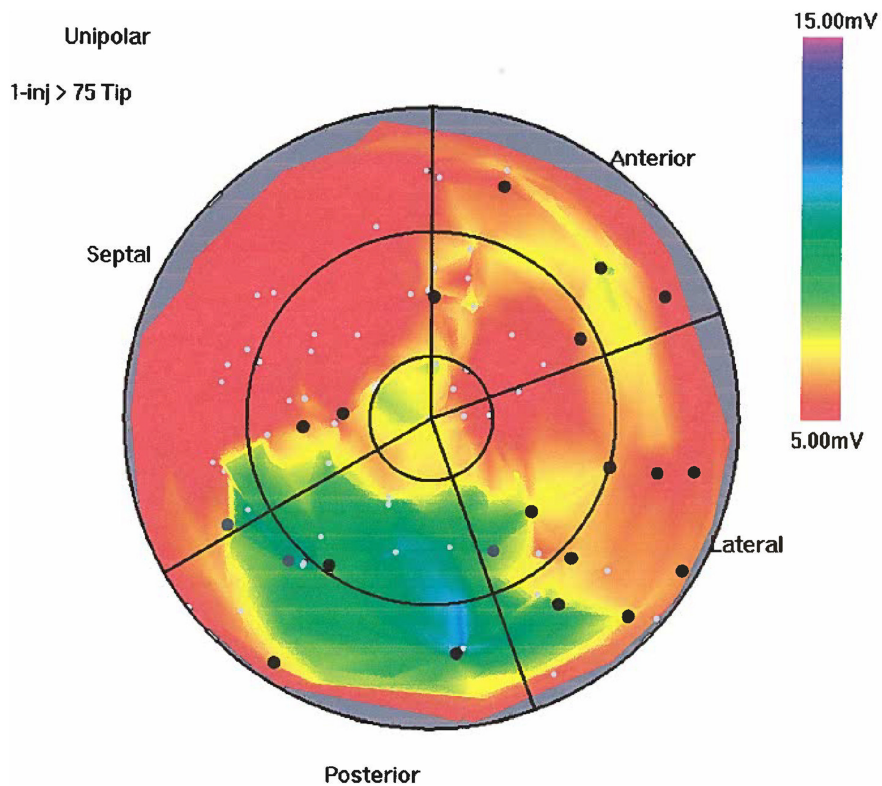 15.00mV
Unipolar
1-inj > 75 Tip
Anterior
Septal
5.00mV
Lateral
Posterior